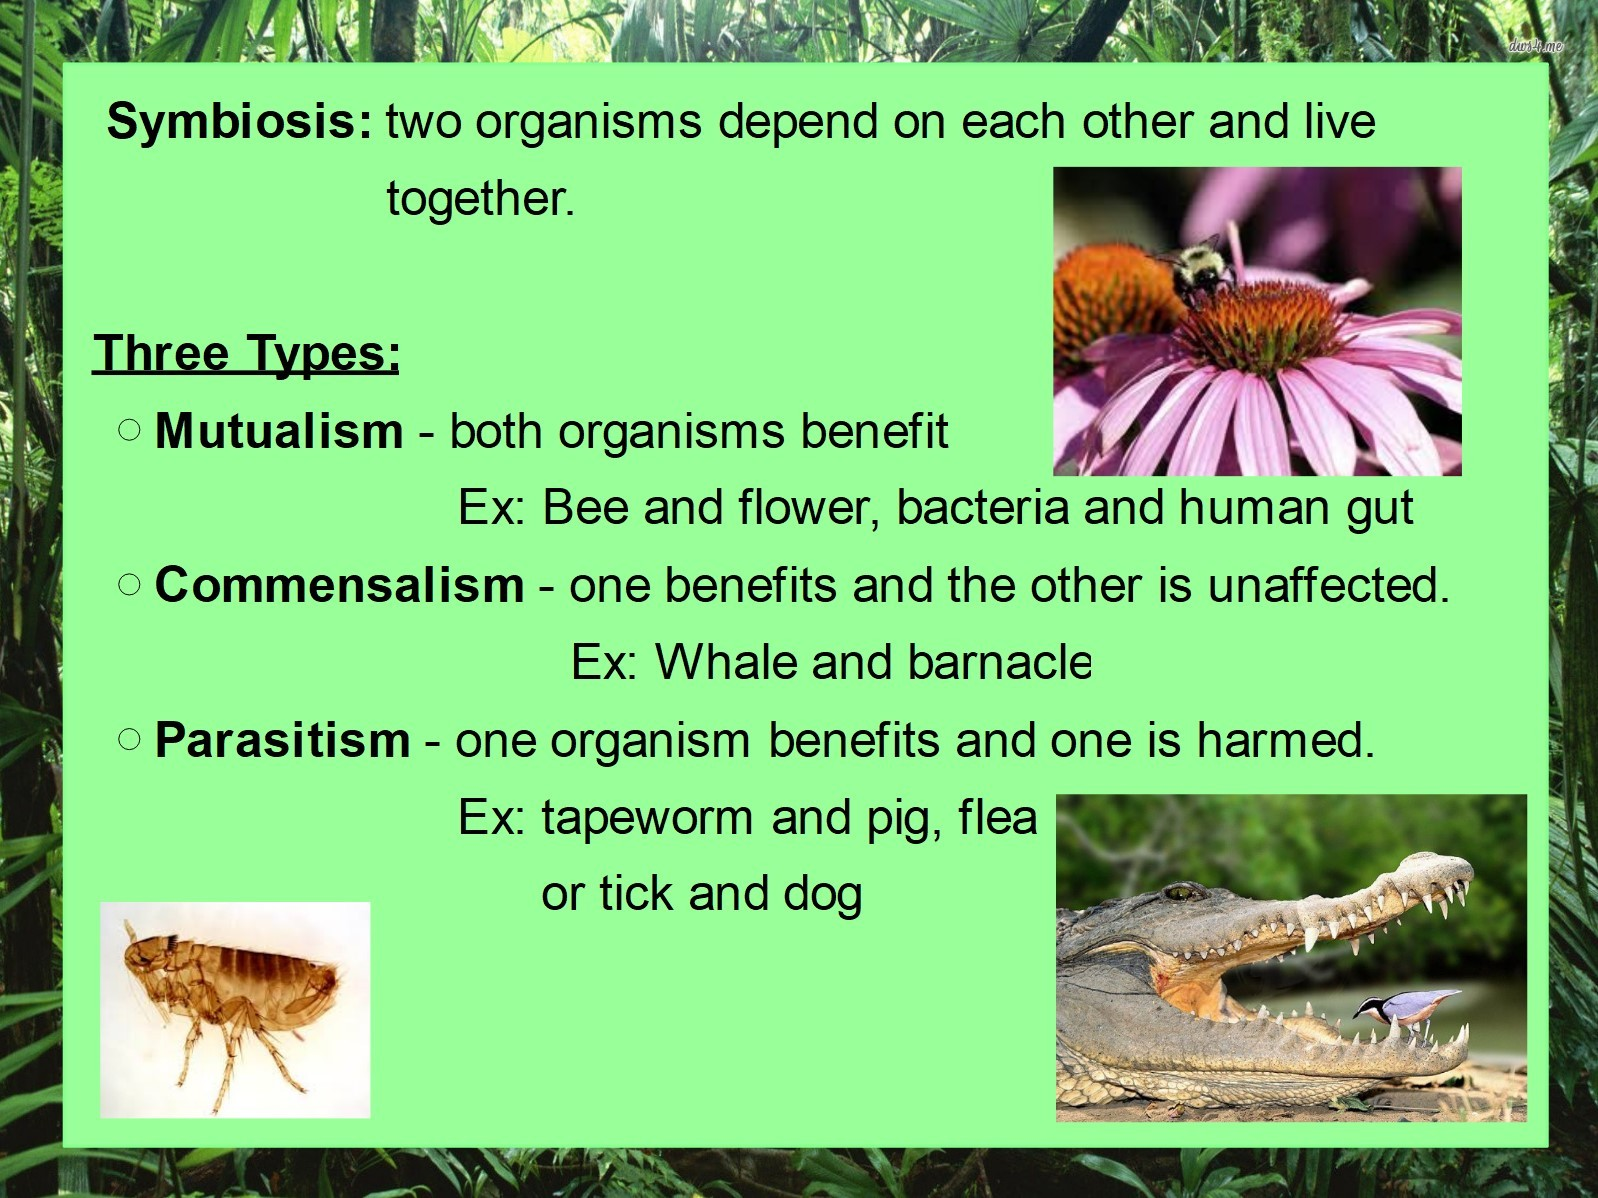 dws4.me
Symbiosis: two organisms depend on each other and live
together.
Three Types:
○ Mutualism - both organisms benefit
Ex: Bee and flower, bacteria and human gut
○ Commensalism - one benefits and the other is unaffected.
Ex: Whale and barnacle
○ Parasitism - one organism benefits and one is harmed.
Ex: tapeworm and pig, flea
or tick and dog